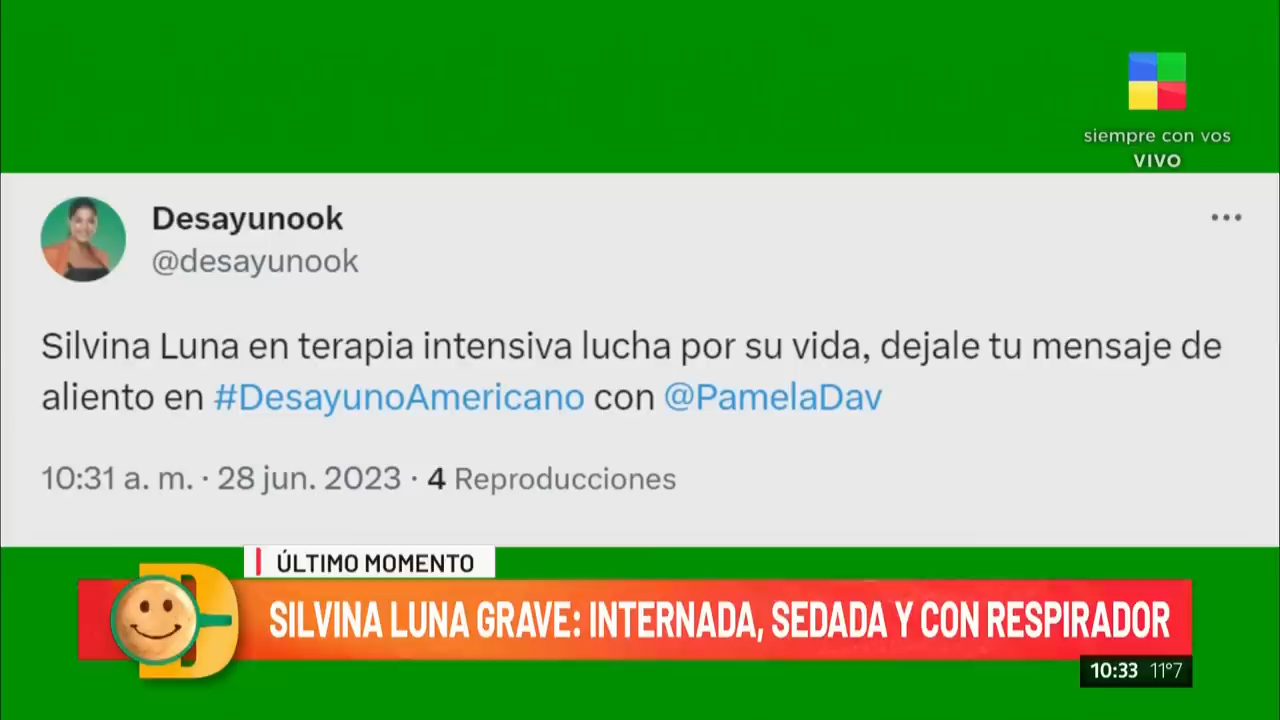 siempre con vos
VIVO
Desayunook
@desayunook
Silvina Luna en terapia intensiva lucha por su vida, dejale tu mensaje de
aliento en #DesayunoAmericano con @PamelaDav
10:31 a. m. · 28 jun. 2023 · 4 Reproducciones
ÚLTIMO MOMENTO
SILVINA LUNA GRAVE: INTERNADA, SEDADA Y CON RESPIRADOR
10:33 11°7